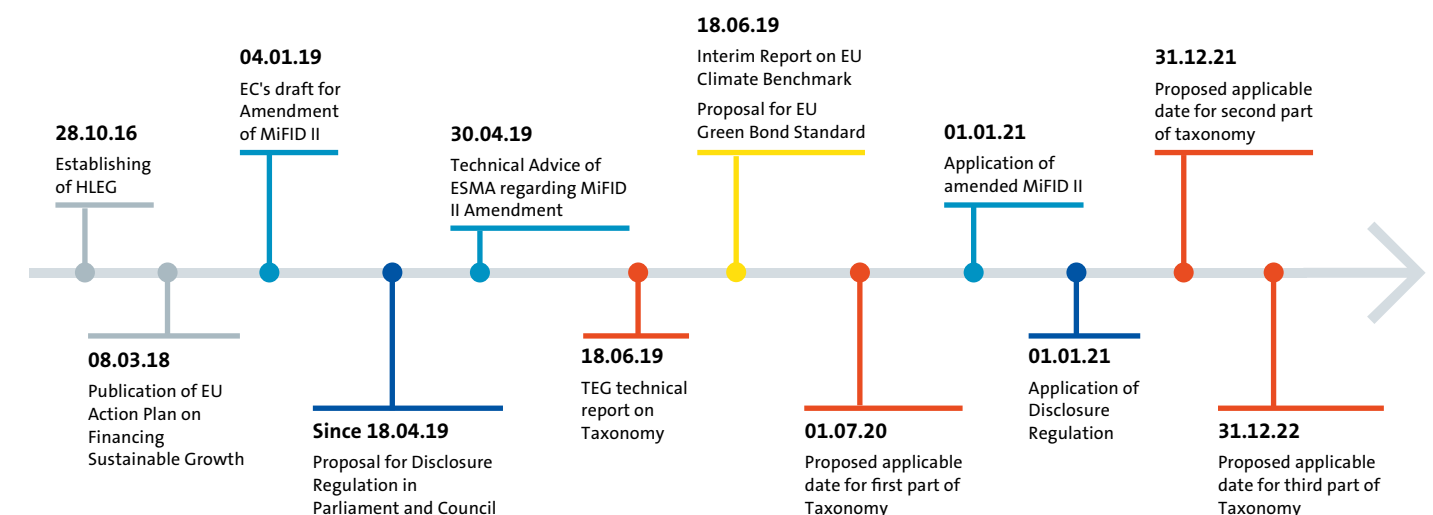 28.10.16
Establishing
of HLEG
08.03.18
Publication of EU
Action Plan on
Financing
Sustainable Growth
04.01.19
EC's draft for
Amendment
of MiFID II
Since 18.04.19
Proposal for Disclosure
Regulation in
Parliament and Council
30.04.19
Technical Advice of
ESMA regarding MiFID
II Amendment
18.06.19
TEG technical
report on
Taxonomy
18.06.19
Interim Report on EU
Climate Benchmark
Proposal for EU
Green Bond Standard
01.07.20
Proposed applicable
date for first part of
Taxonomy
01.01.21
Application of
amended MiFID II
01.01.21
Application of
Disclosure
Regulation
31.12.21
Proposed applicable
date for second part
of taxonomy
31.12.22
Proposed applicable
date for third part of
Taxonomy